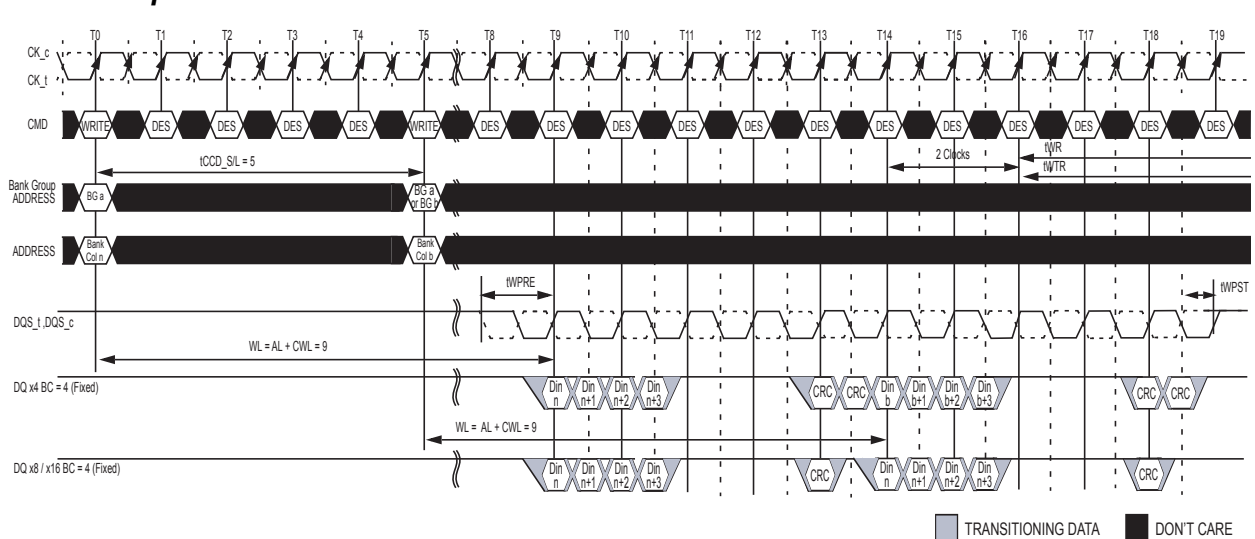 T0 T1 T2 T3 T4 T5 T8 T9 T10 T11 T12 T13 T14 T15 T16 T17 T18 T19
CK_c
CK_t
CMD WRITE DES DES DES DES WRITE DES DES DES DES DES DES DES DES DES DES DES DES
tCCD_S/L = 5
2 Clocks
tWR
tWTR
Bank Group
ADDRESS
BG a
BG a
or BG b
ADDRESS
Bank
Col n
Bank
Col b
tWPRE
tWPST
DQS_t ,DQS_c
WL = AL + CWL = 9
DQ x4 BC = 4 (Fixed)
Din Din Din Din CRC CRC Din Din Din Din CRC CRC
n n+1 n+2 n+3 b b+1 b+2 b+3
WL = AL + CWL = 9
DQ x8 / x16 BC = 4 (Fixed)
Din Din Din Din CRC Din Din Din Din CRC
n n+1 n+2 n+3 n n+1 n+2 n+3
TRANSITIONING DATA DON'T CARE